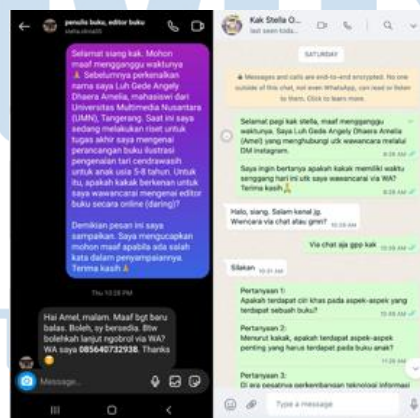 penulis buku, editor buku
Selamat siang kak. Mohon
maaf mengganggu waktunya
🙏 Sebelumnya perkenalkan
nama saya Luh Gede Angely
Dhaera Amelia, mahasiswi dari
Universitas Multimedia Nusantara
(UMN), Tangerang. Saat ini saya
sedang melakukan riset untuk
tugas akhir saya mengenai
perancangan buku ilustrasi
pengenalan tari cendrawasih
untuk anak usia 5-8 tahun. Untuk
itu, apakah kakak berkenan untuk
saya wawancarai mengenai editor
buku secara online (daring)?
Demikian pesan ini saya
sampaikan. Saya mengucapkan
mohon maaf apabila ada salah
kata dalam penyampaiannya.
Terima kasih🙏
Thu 10:28 PM
Hai Amel, malam. Maaf bgt baru
balas. Boleh, sy bersedia. Btw
bolehkah lanjut ngobrol via WA?
WA saya 085640732938. Thanks
😊
Message...
Kak Stella O...
last seen toda...
SATURDAY
Messages and calls are end-to-end encrypted. No one
outside of this chat, not even WhatsApp, can read or listen
to them. Click to learn more.
Selamat pagi kak stella, maaf mengganggu
waktunya. Saya Luh Gede Angely Dhaera Amelia
(Amel) yang menghubungi utk wawancara melalui
DM instagram.
Saya ingin bertanya apakah kakak memiliki waktu
senggang hari ini utk saya wawancarai via WA?
Terima kasih🙏
Halo, siang. Salam kenal jg.
Wwncara via chat atau gmn?
Via chat aja gpp kak
Silakan
Pertanyaan 1:
Apakah terdapat ciri khas pada aspek-aspek yang
terdapat sebuah buku?
Pertanyaan 2:
Menurut kakak, apakah terdapat aspek-aspek
penting yang harus terdapat pada buku anak?
Pertanyaan 3:
Di era pesatnya perkembangan teknologi informasi
Type a message